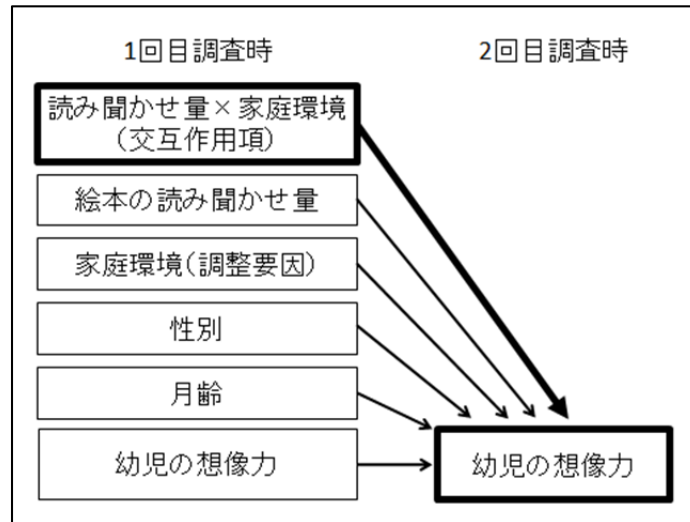 1回目調査時
2回目調査時
読み聞かせ量×家庭環境
(交互作用項)
絵本の読み聞かせ量
家庭環境(調整要因)
性別
月齢
幼児の想像力
幼児の想像力